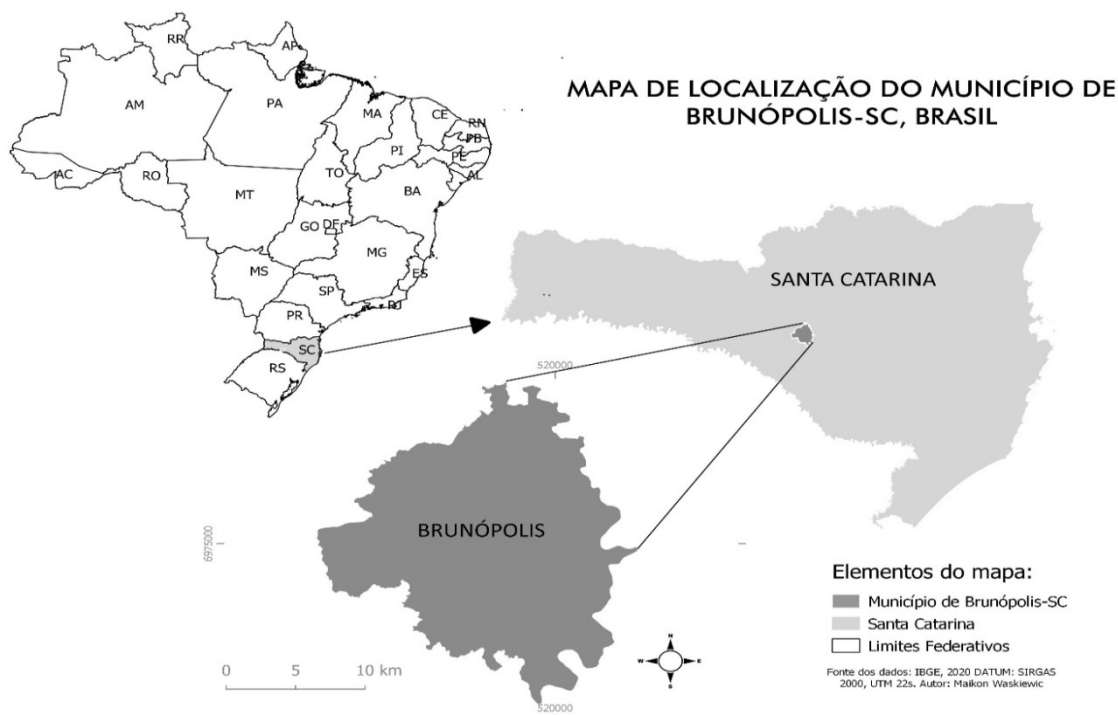 MAPA DE LOCALIZAÇÃO DO MUNICÍPIO DE
BRUNÓPOLIS-SC, BRASIL
RR
AP
AM
PA
MA
CE
RN
PB
PI
PE
AL
AC
RO
TO
BA
MT
GO
DF
MG
ES
MS
SP
RJ
PR
SC
RS
SANTA CATARINA
520000
BRUNÓPOLIS
6975000
Elementos do mapa:
Município de Brunópolis-SC
Santa Catarina
Limites Federativos
0 5 10 km
N
W E
S
Fonte dos dados: IBGE, 2020 DATUM: SIRGAS
2000, UTM 22s. Autor: Maikon Waskiewic
520000